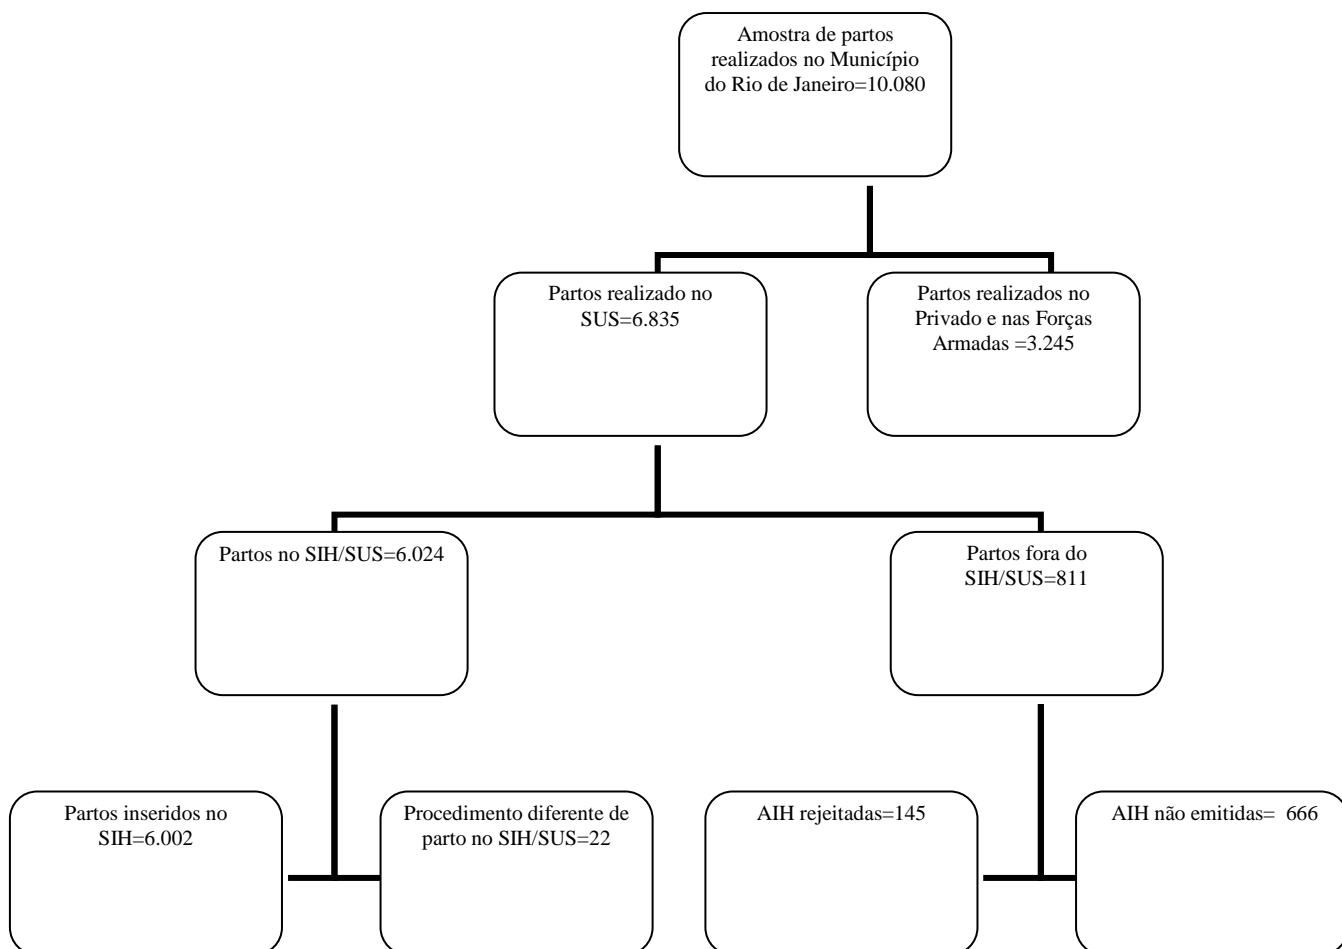 Amostra de partos
realizados no Município
do Rio de Janeiro=10.080
Partos realizado no
SUS=6.835
Partos realizados no
Privado e nas Forças
Armadas =3.245
Partos no SIH/SUS=6.024
Partos fora do
SIH/SUS=811
Partos inseridos no
SIH=6.002
Procedimento diferente de
parto no SIH/SUS=22
AIH rejeitadas=145
AIH não emitidas= 666